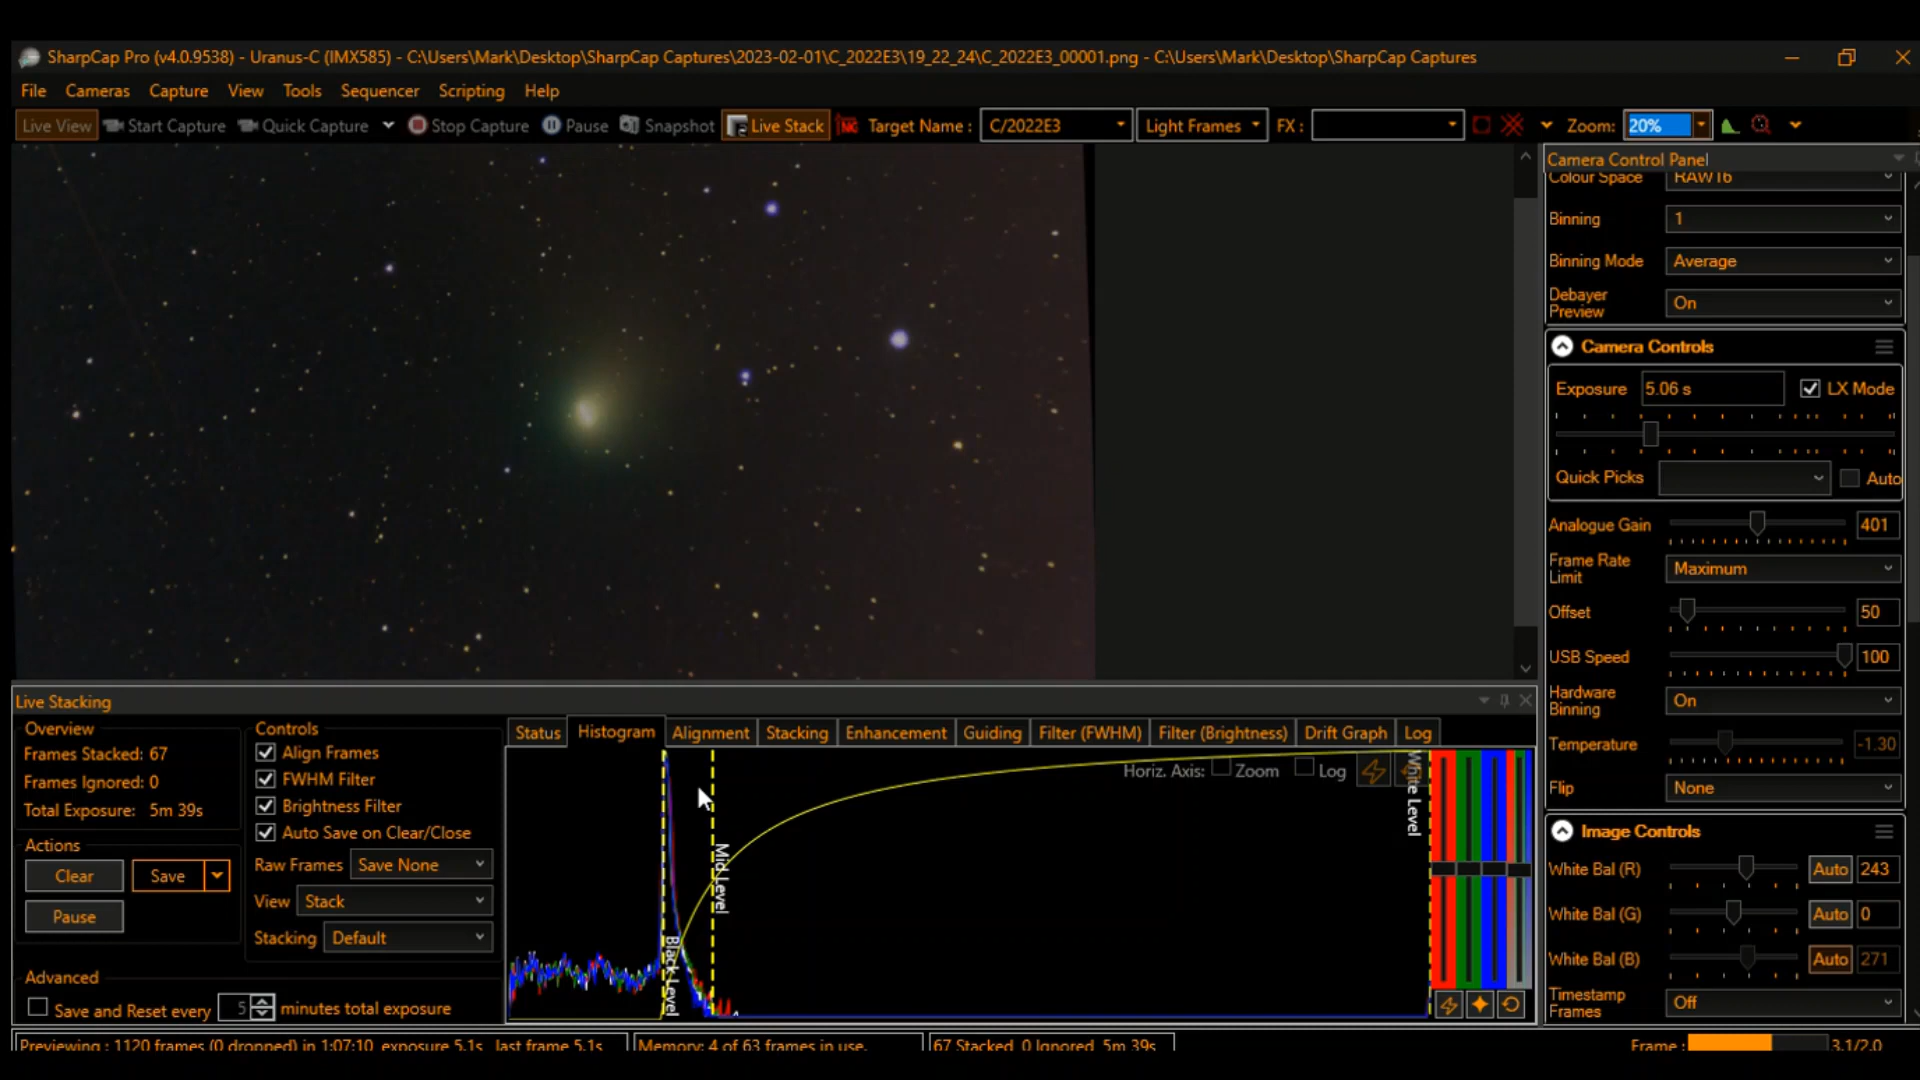 SharpCap Pro (v4.0.9538) - Uranus-C (IMX585) - C:\Users\Mark\Desktop\SharpCap Captures\2023-02-01\C_2022E3\19_22_24\C_2022E3_00001.png - C:\Users\Mark\Desktop\SharpCap Captures
File Cameras Capture View Tools Sequencer Scripting Help
Live View Start Capture Quick Capture Stop Capture Pause Snapshot Live Stack Target Name : C/2022E3 Light Frames FX : Zoom: 20%
Camera Control Panel
Colour Space RAW16
Binning 1
Binning Mode Average
Debayer Preview On
Camera Controls
Exposure 5.06 s LX Mode
Quick Picks Auto
Analogue Gain 401
Frame Rate Limit Maximum
Offset 50
USB Speed 100
Hardware Binning On
Temperature -1.30
Flip None
Image Controls
White Bal (R) Auto 243
White Bal (G) Auto 0
White Bal (B) Auto 271
Timestamp Frames Off
Live Stacking
Overview
Frames Stacked: 67
Frames Ignored: 0
Total Exposure: 5m 39s
Actions
Clear Save
Pause
Controls
Align Frames
FWHM Filter
Brightness Filter
Auto Save on Clear/Close
Raw Frames Save None
View Stack
Stacking Default
Advanced
Save and Reset every 5 minutes total exposure
Status Histogram Alignment Stacking Enhancement Guiding Filter (FWHM) Filter (Brightness) Drift Graph Log
Horiz. Axis: Zoom Log
Black Level
Mid Level
White Level
Previewing : 1120 frames (0 dropped) in 1:07:10, exposure 5.1s, last frame 5.1s
Memory: 4 of 63 frames in use.
67 Stacked, 0 Ignored, 5m 39s
Frame : 3.1/2.0